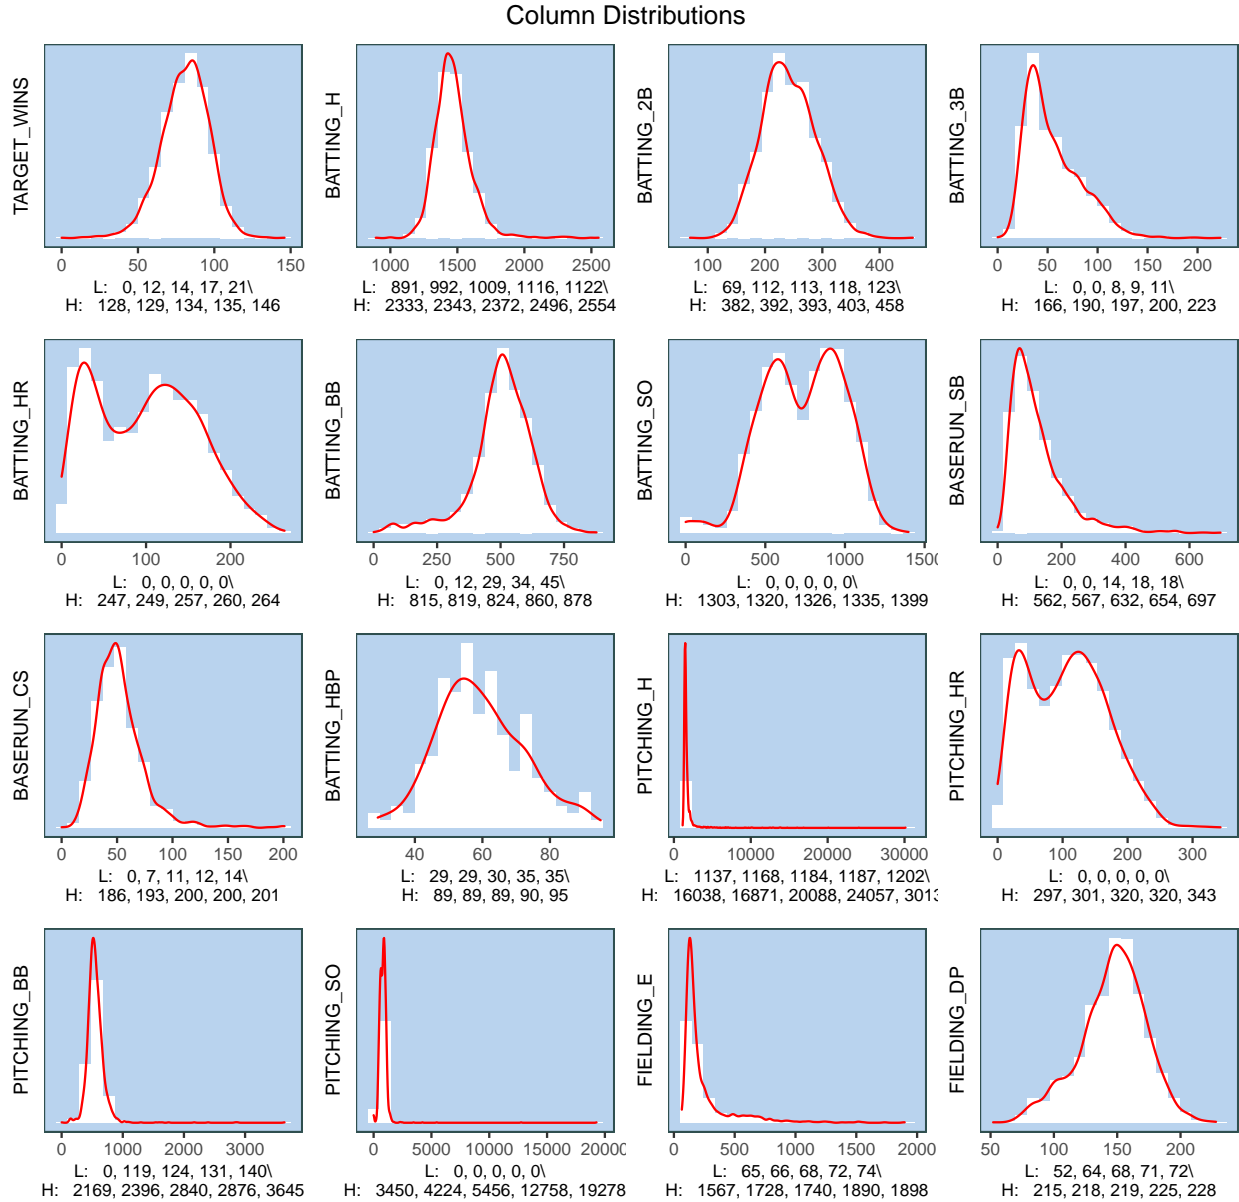 Column Distributions
TARGET_WINS
0 50 100 150
L: 0, 12, 14, 17, 21\
H: 128, 129, 134, 135, 146
BATTING_H
1000 1500 2000 2500
L: 891, 992, 1009, 1116, 1122\
H: 2333, 2343, 2372, 2496, 2554
BATTING_2B
100 200 300 400
L: 69, 112, 113, 118, 123\
H: 382, 392, 393, 403, 458
BATTING_3B
0 50 100 150 200
L: 0, 0, 8, 9, 11\
H: 166, 190, 197, 200, 223
BATTING_HR
0 100 200
L: 0, 0, 0, 0, 0\
H: 247, 249, 257, 260, 264
BATTING_BB
0 250 500 750
L: 0, 12, 29, 34, 45\
H: 815, 819, 824, 860, 878
BATTING_SO
0 500 1000 1500
L: 0, 0, 0, 0, 0\
H: 1303, 1320, 1326, 1335, 1399
BASERUN_SB
0 200 400 600
L: 0, 0, 14, 18, 18\
H: 562, 567, 632, 654, 697
BASERUN_CS
0 50 100 150 200
L: 0, 7, 11, 12, 14\
H: 186, 193, 200, 200, 201
BATTING_HBP
40 60 80
L: 29, 29, 30, 35, 35\
H: 89, 89, 89, 90, 95
PITCHING_H
0 10000 20000 30000
L: 1137, 1168, 1184, 1187, 1202\
H: 16038, 16871, 20088, 24057,
PITCHING_HR
0 100 200 300
L: 0, 0, 0, 0, 0\
H: 297, 301, 320, 320, 343
PITCHING_BB
0 1000 2000 3000
L: 0, 119, 124, 131, 140\
H: 2169, 2396, 2840, 2876, 3645
PITCHING_SO
0 5000 10000 15000 20000
L: 0, 0, 0, 0, 0\
H: 3450, 4224, 5456, 12758, 19278
FIELDING_E
0 500 1000 1500 2000
L: 65, 66, 68, 72, 74\
H: 1567, 1728, 1740, 1890, 1898
FIELDING_DP
50 100 150 200
L: 52, 64, 68, 71, 72\
H: 215, 218, 219, 225, 228